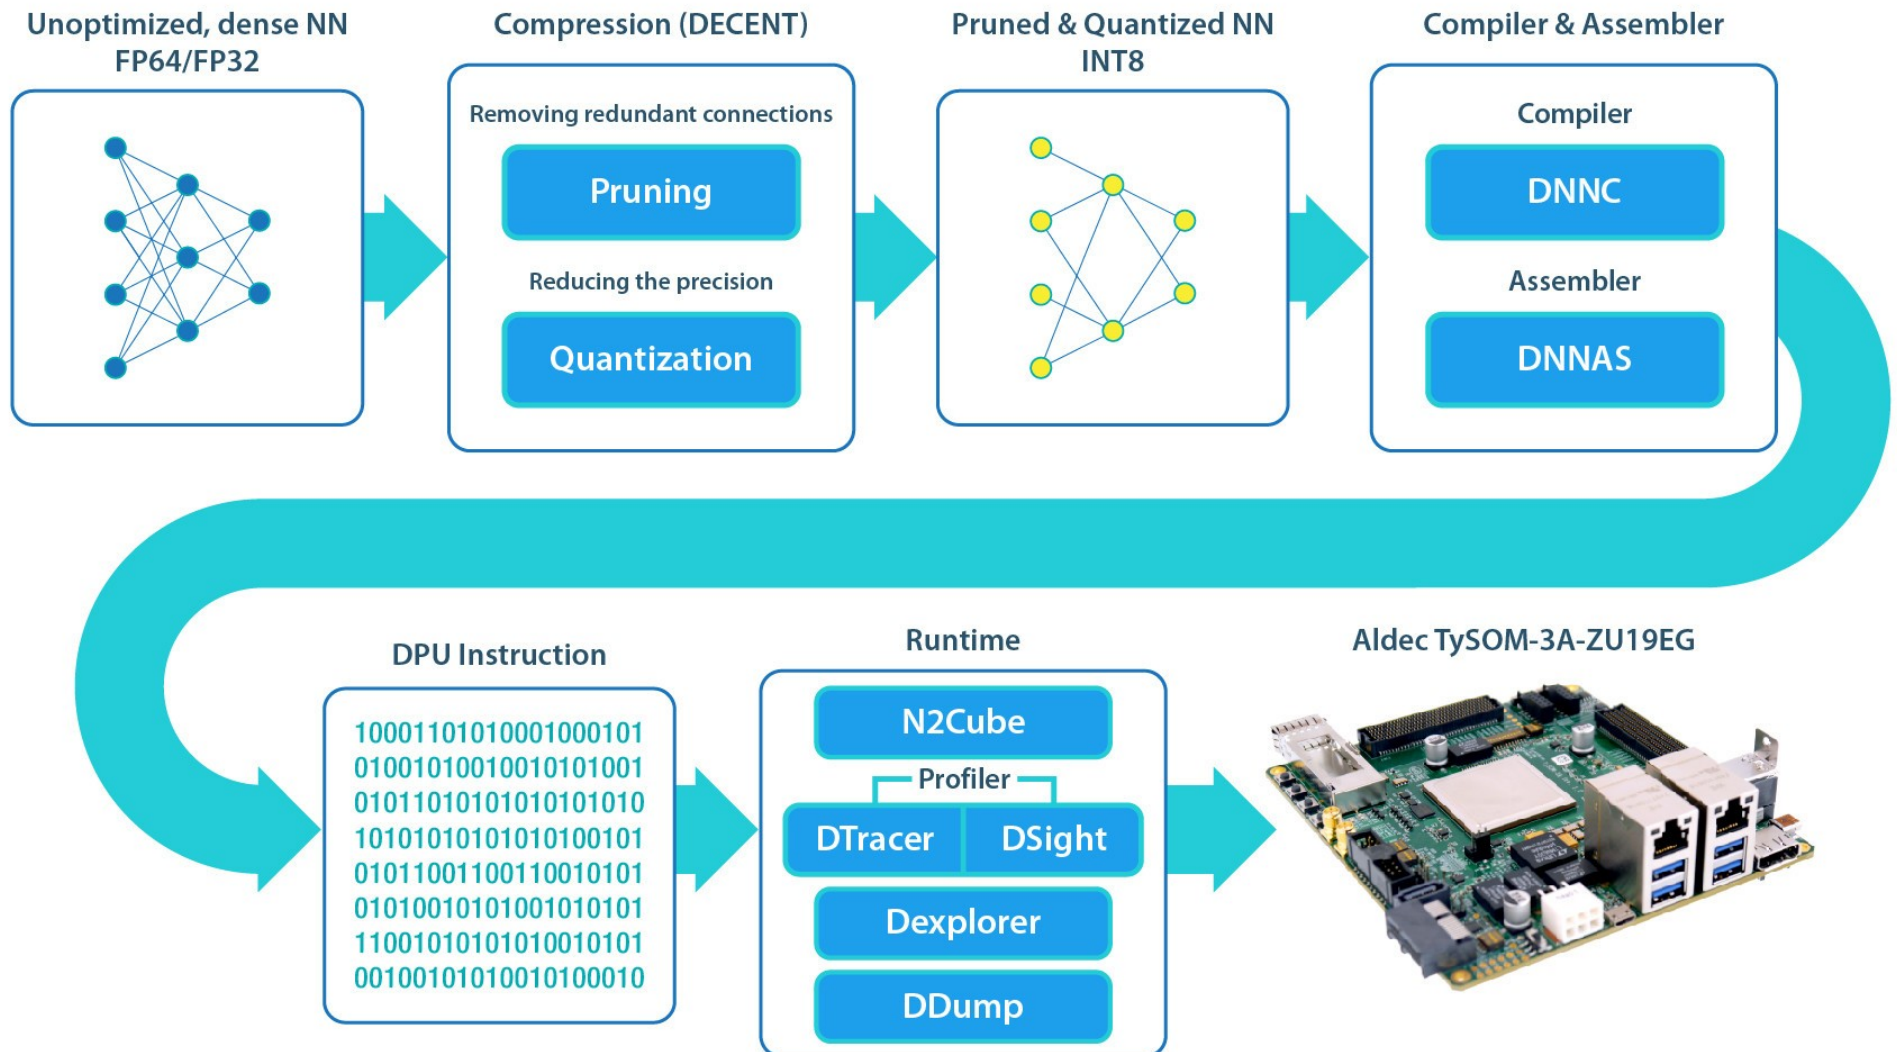 Unoptimized, dense NN
FP64/FP32
Compression (DECENT)
Removing redundant connections
Pruning
Reducing the precision
Quantization
Pruned & Quantized NN
INT8
Compiler & Assembler
Compiler
DNNC
Assembler
DNNAS
DPU Instruction
10001101010001000101
01001010010010101001
01011010101010101010
10101010101010100101
01011001100110010101
01010010101001010101
11001010101010010101
00100101010010100010
Runtime
N2Cube
Profiler
DTracer
DSight
Dexplorer
DDump
Aldec TySOM-3A-ZU19EG